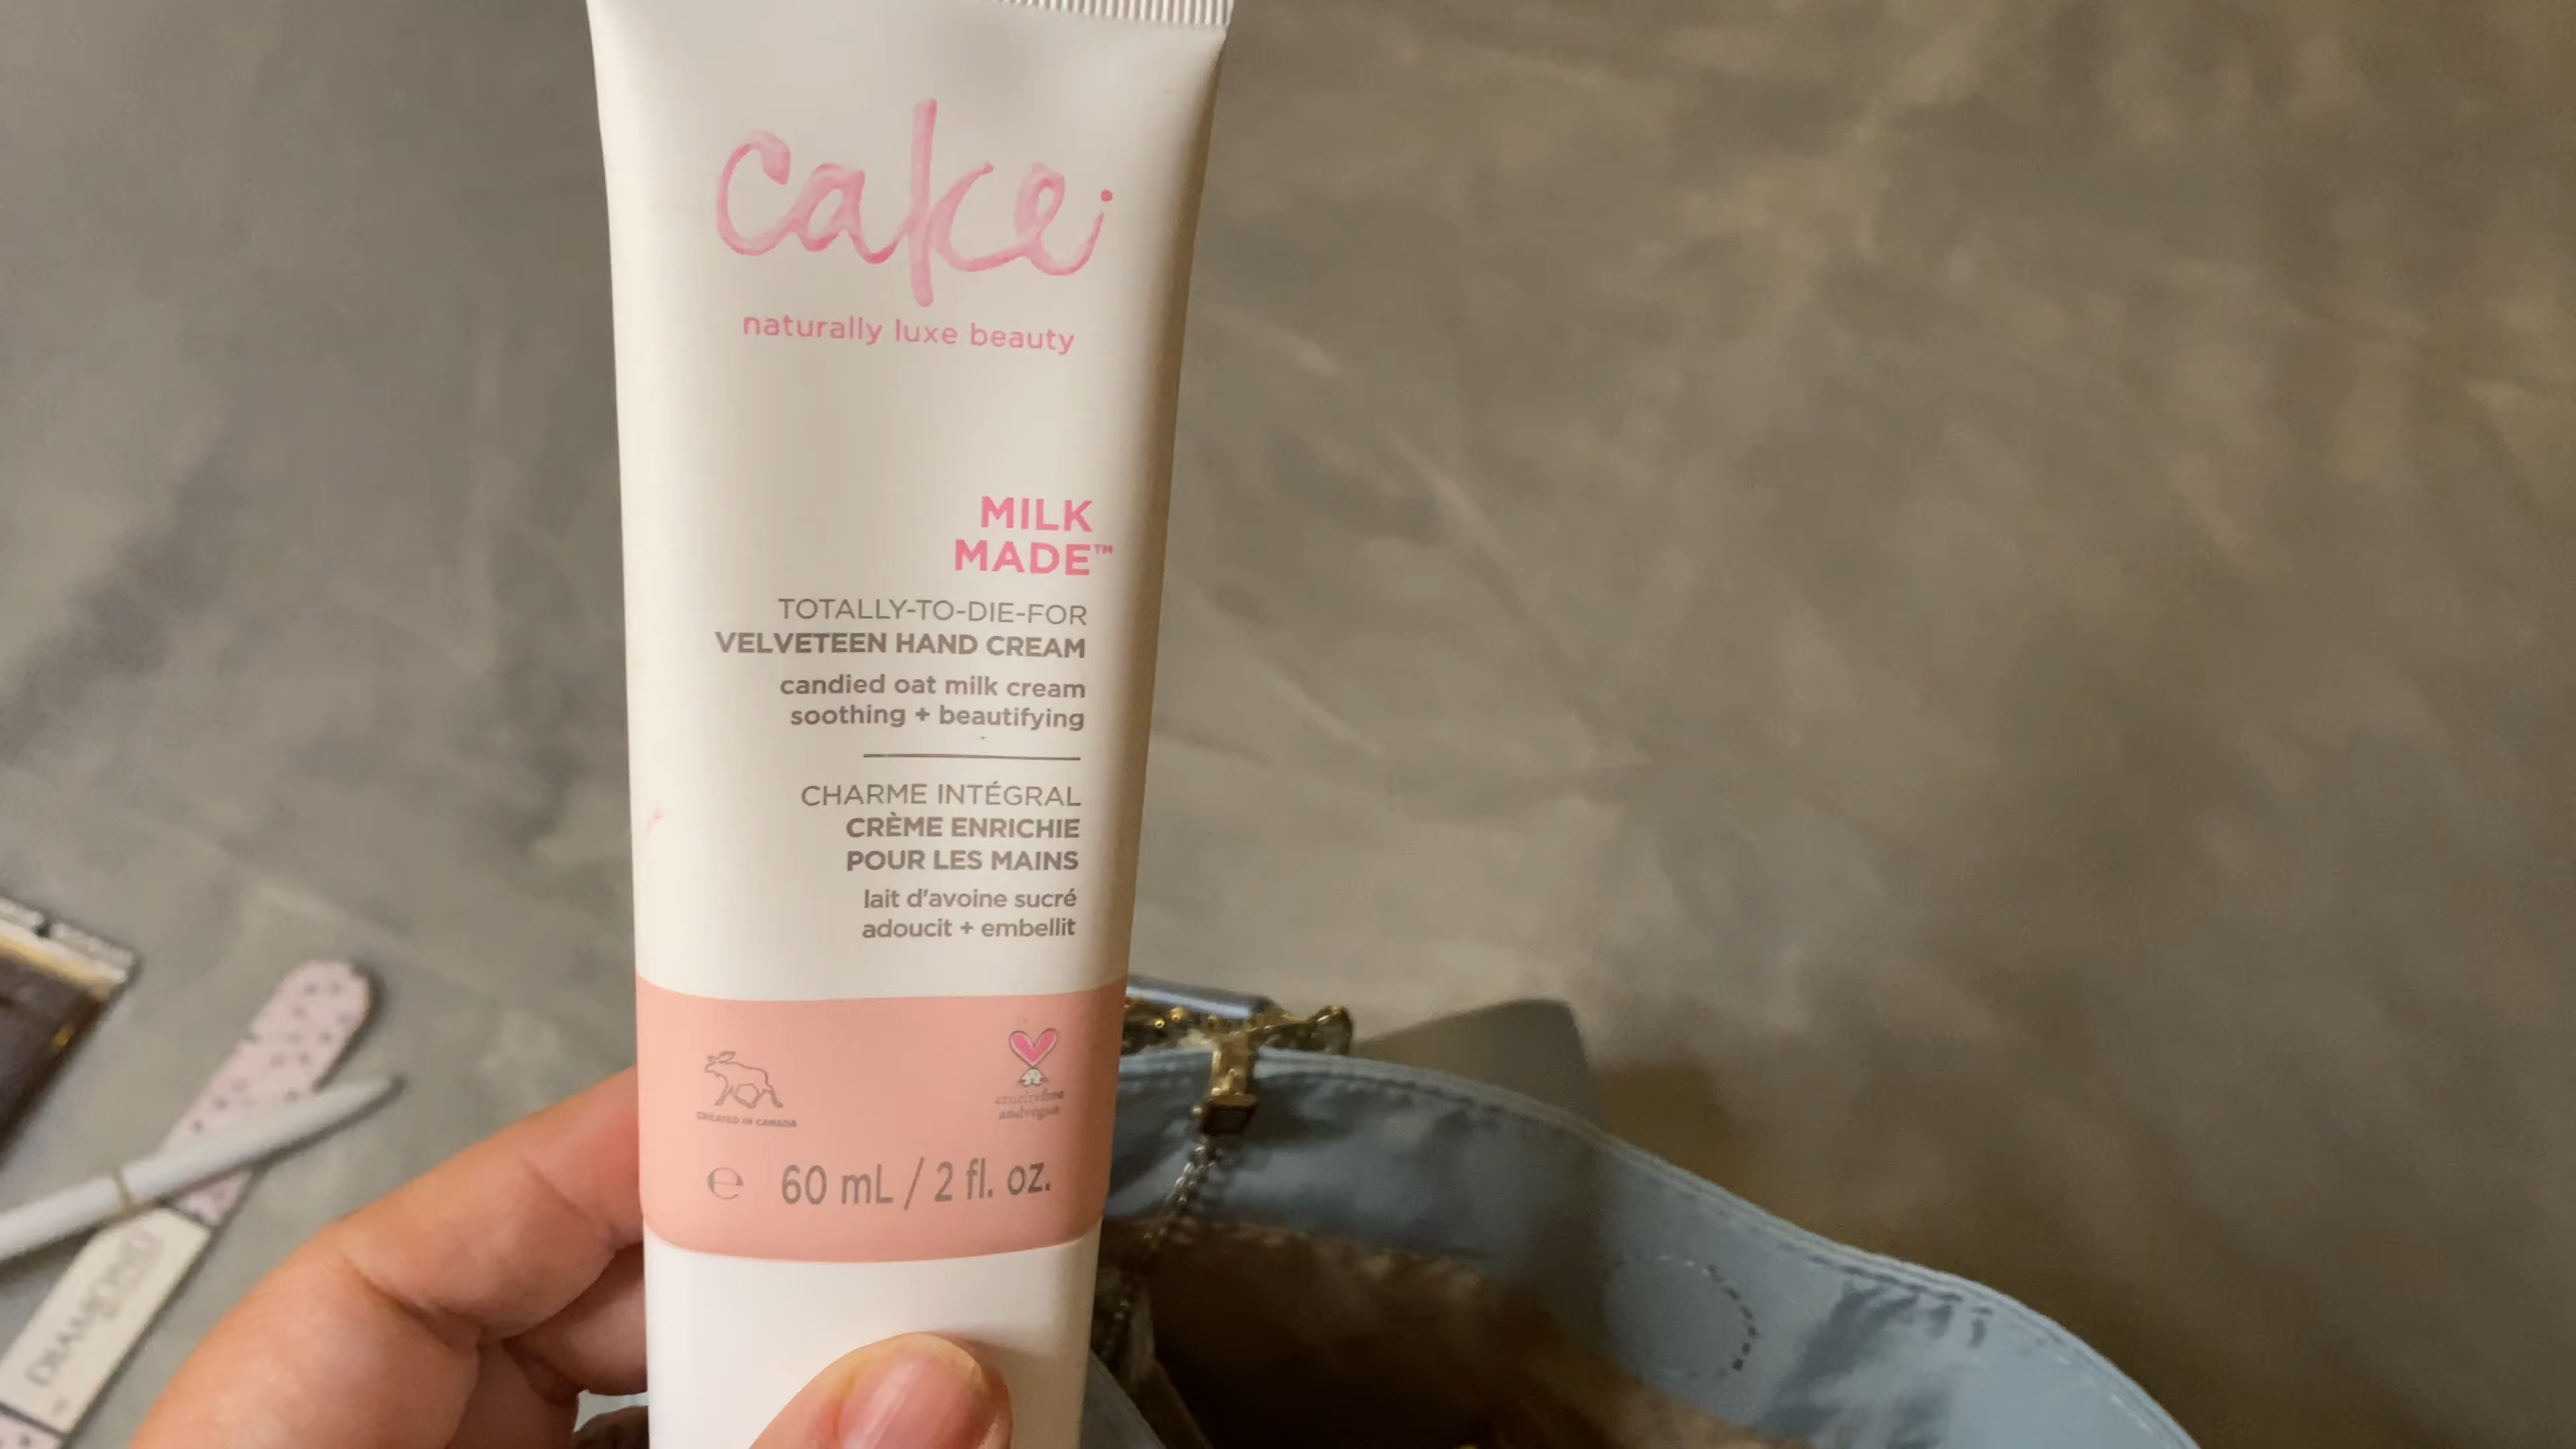 cake
naturally luxe beauty
MILK
MADE™
TOTALLY-TO-DIE-FOR
VELVETEEN HAND CREAM
candied oat milk cream
soothing + beautifying
CHARME INTÉGRAL
CRÈME ENRICHIE
POUR LES MAINS
lait d'avoine sucré
adoucit + embellit
CREATED IN CANADA
crueltyfree
andvegan
℮ 60 mL / 2 fl. oz.